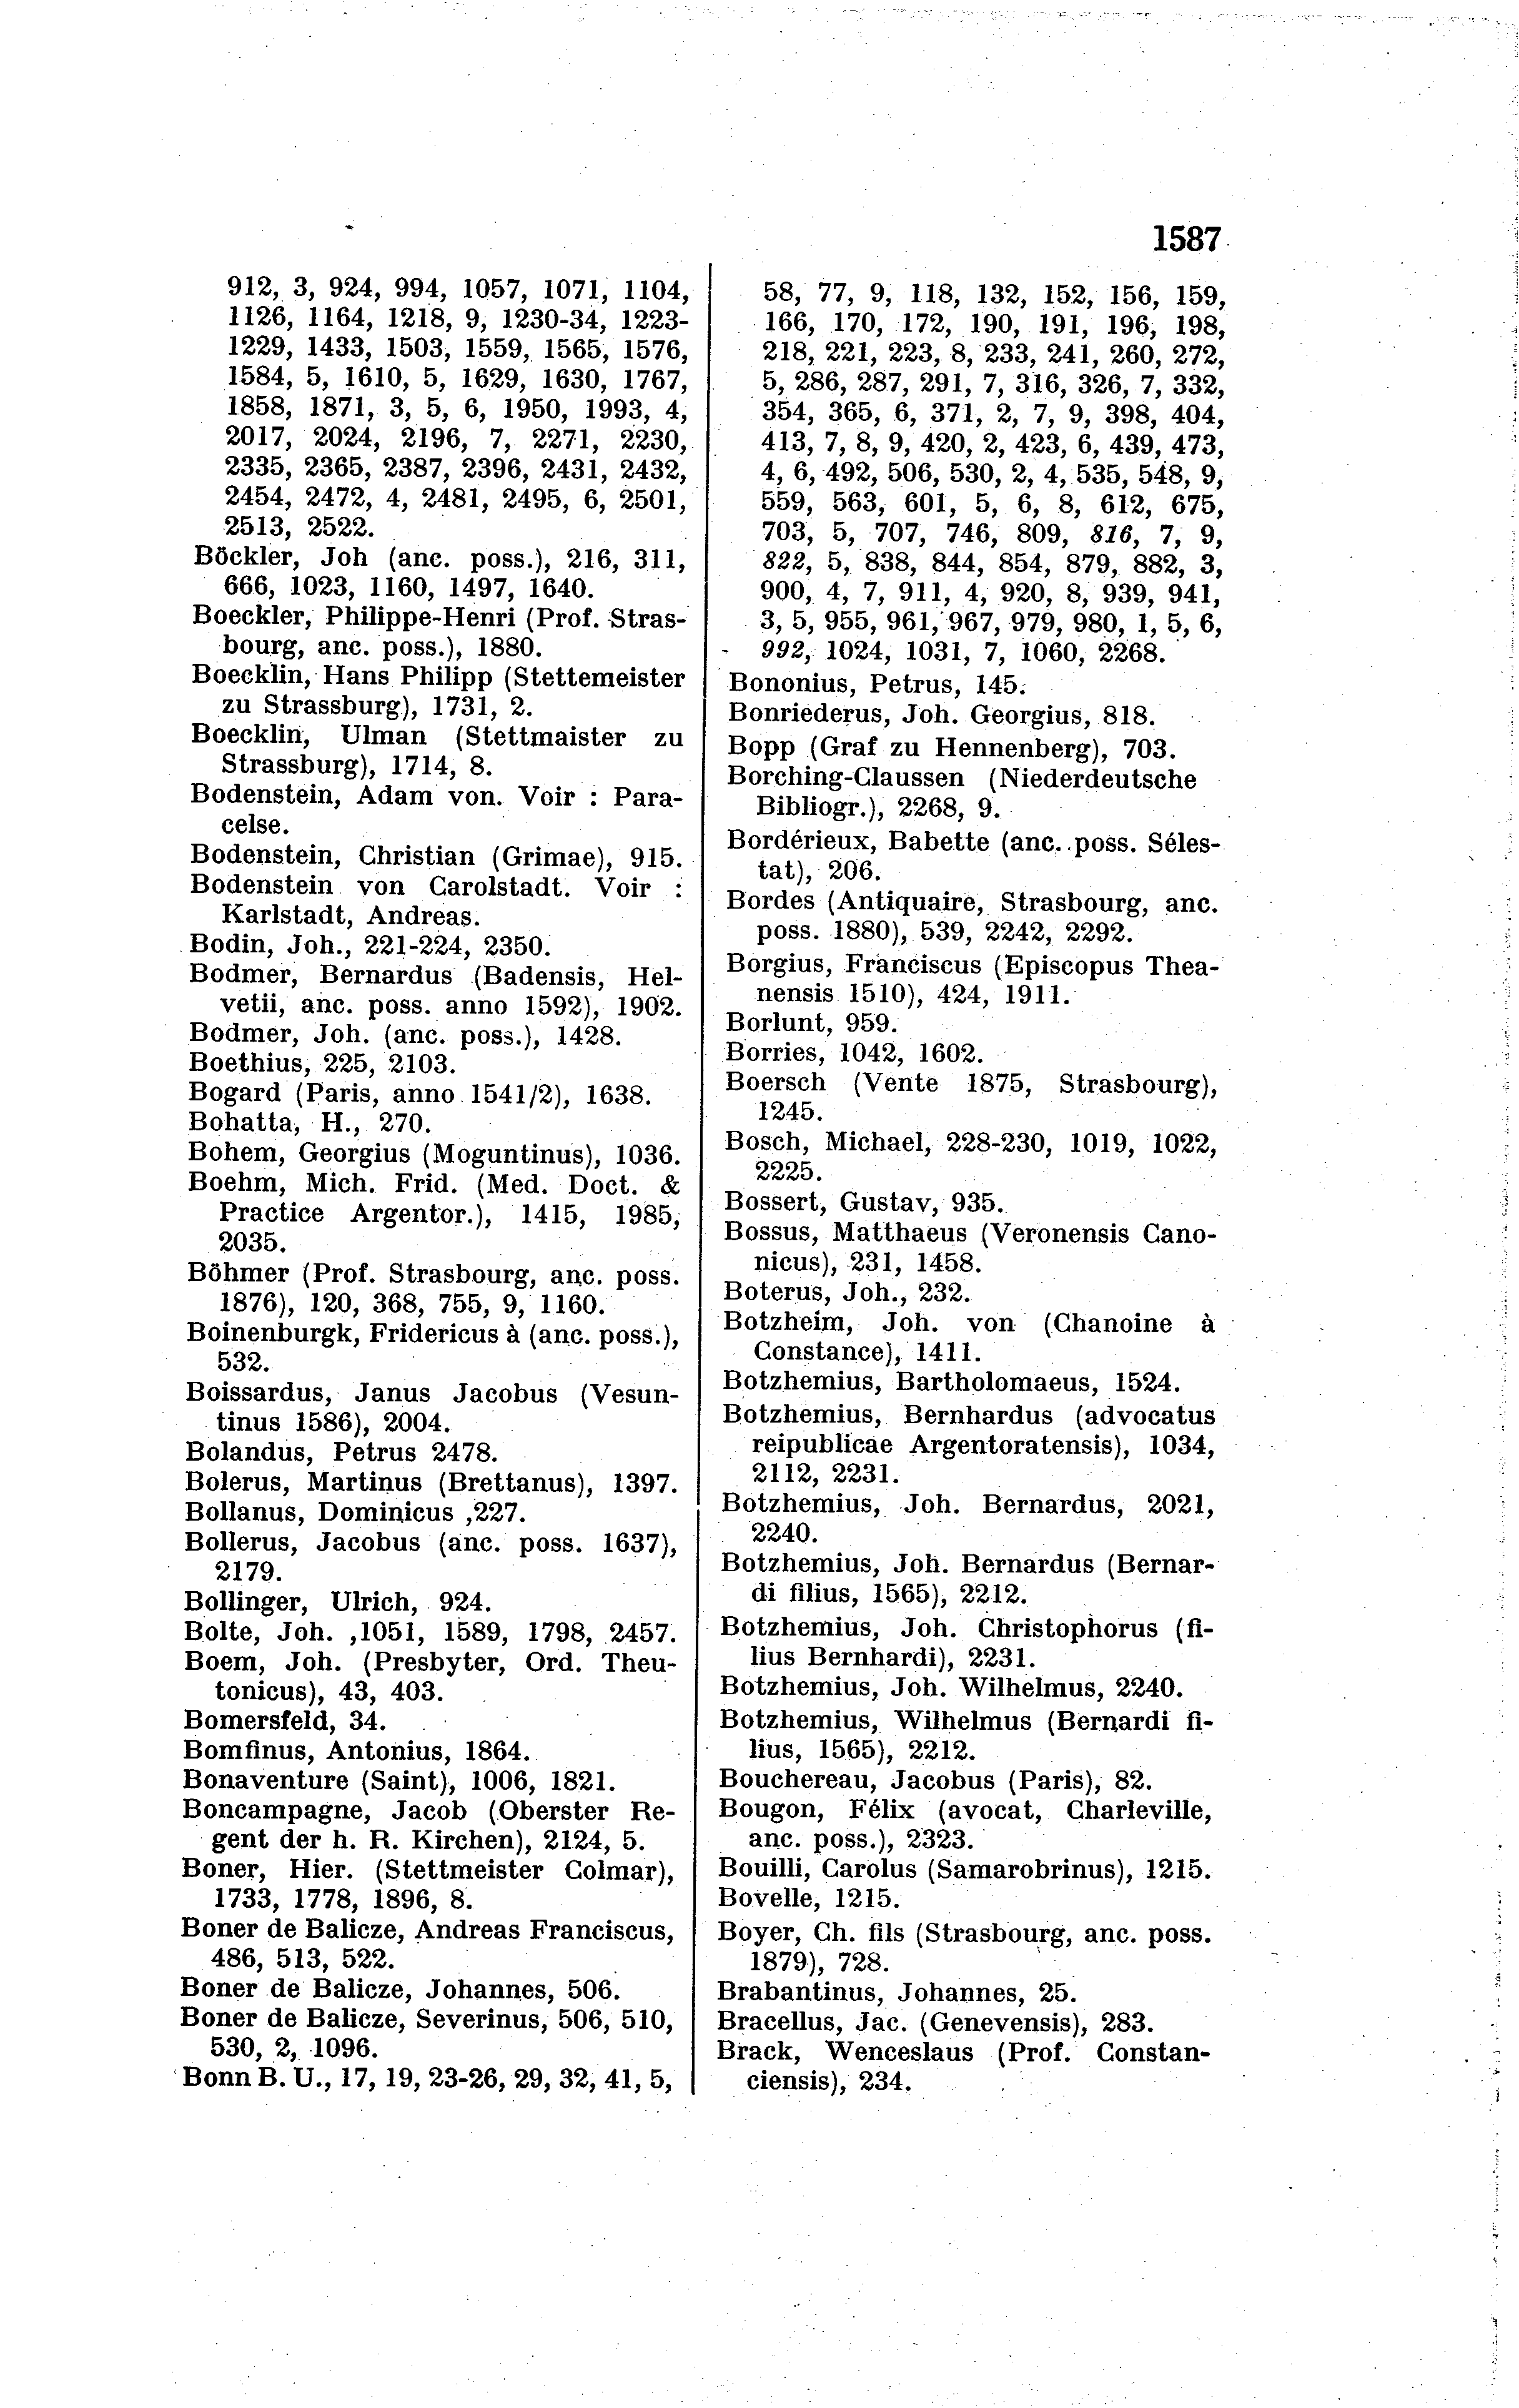 1587
912, 3, 924, 994, 1057, 1071, 1104,
1126, 1164, 1218, 9, 1230-34, 1223-
1229, 1433, 1503, 1559, 1565, 1576,
1584, 5, 1610, 5, 1629, 1630, 1767,
1858, 1871, 3, 5, 6, 1950, 1993, 4,
2017, 2024, 2196, 7, 2271, 2230,
2335, 2365, 2387, 2396, 2431, 2432,
2454, 2472, 4, 2481, 2495, 6, 2501,
2513, 2522.
Böckler, Joh (anc. poss.), 216, 311,
666, 1023, 1160, 1497, 1640.
Boeckler, Philippe-Henri (Prof. Stras-
bourg, anc. poss.), 1880.
Boecklin, Hans Philipp (Stettemeister
zu Strassburg), 1731, 2.
Boecklin, Ulman (Stettmaister zu
Strassburg), 1714, 8.
Bodenstein, Adam von. Voir : Para-
celse.
Bodenstein, Christian (Grimae), 915.
Bodenstein von Carolstadt. Voir :
Karlstadt, Andreas.
Bodin, Joh., 221-224, 2350.
Bodmer, Bernardus (Badensis, Hel-
vetii, anc. poss. anno 1592), 1902.
Bodmer, Joh. (anc. poss.), 1428.
Boethius, 225, 2103.
Bogard (Paris, anno 1541/2), 1638.
Bohatta, H., 270.
Bohem, Georgius (Moguntinus), 1036.
Boehm, Mich. Frid. (Med. Doct. &
Practice Argentor.), 1415, 1985,
2035.
Böhmer (Prof. Strasbourg, anc. poss.
1876), 120, 368, 755, 9, 1160.
Boinenburgk, Fridericus à (anc. poss.),
532.
Boissardus, Janus Jacobus (Vesun-
tinus 1586), 2004.
Bolandus, Petrus 2478.
Bolerus, Martinus (Brettanus), 1397.
Bollanus, Dominicus ,227.
Bollerus, Jacobus (anc. poss. 1637),
2179.
Bollinger, Ulrich, 924.
Bolte, Joh. ,1051, 1589, 1798, 2457.
Boem, Joh. (Presbyter, Ord. Theu-
tonicus), 43, 403.
Bomersfeld, 34.
Bomfinus, Antonius, 1864.
Bonaventure (Saint), 1006, 1821.
Boncampagne, Jacob (Oberster Re-
gent der h. R. Kirchen), 2124, 5.
Boner, Hier. (Stettmeister Colmar),
1733, 1778, 1896, 8.
Boner de Balicze, Andreas Franciscus,
486, 513, 522.
Boner de Balicze, Johannes, 506.
Boner de Balicze, Severinus, 506, 510,
530, 2, 1096.
Bonn B. U., 17, 19, 23-26, 29, 32, 41, 5,
58, 77, 9, 118, 132, 152, 156, 159,
166, 170, 172, 190, 191, 196, 198,
218, 221, 223, 8, 233, 241, 260, 272,
5, 286, 287, 291, 7, 316, 326, 7, 332,
354, 365, 6, 371, 2, 7, 9, 398, 404,
413, 7, 8, 9, 420, 2, 423, 6, 439, 473,
4, 6, 492, 506, 530, 2, 4, 535, 548, 9,
559, 563, 601, 5, 6, 8, 612, 675,
703, 5, 707, 746, 809, 816, 7, 9,
822, 5, 838, 844, 854, 879, 882, 3,
900, 4, 7, 911, 4, 920, 8, 939, 941,
3, 5, 955, 961, 967, 979, 980, 1, 5, 6,
992, 1024, 1031, 7, 1060, 2268.
Bononius, Petrus, 145.
Bonriederus, Joh. Georgius, 818.
Bopp (Graf zu Hennenberg), 703.
Borching-Claussen (Niederdeutsche
Bibliogr.), 2268, 9.
Bordérieux, Babette (anc. poss. Séles-
tat), 206.
Bordes (Antiquaire, Strasbourg, anc.
poss. 1880), 539, 2242, 2292.
Borgius, Franciscus (Episcopus Thea-
nensis 1510), 424, 1911.
Borlunt, 959.
Borries, 1042, 1602.
Boersch (Vente 1875, Strasbourg),
1245.
Bosch, Michael, 228-230, 1019, 1022,
2225.
Bossert, Gustav, 935.
Bossus, Matthaeus (Veronensis Cano-
nicus), 231, 1458.
Boterus, Joh., 232.
Botzheim, Joh. von (Chanoine à
Constance), 1411.
Botzhemius, Bartholomaeus, 1524.
Botzhemius, Bernhardus (advocatus
reipublicae Argentoratensis), 1034,
2112, 2231.
Botzhemius, Joh. Bernardus, 2021,
2240.
Botzhemius, Joh. Bernardus (Bernar-
di filius, 1565), 2212.
Botzhemius, Joh. Christophorus (fi-
lius Bernhardi), 2231.
Botzhemius, Joh. Wilhelmus, 2240.
Botzhemius, Wilhelmus (Bernardi fi-
lius, 1565), 2212.
Bouchereau, Jacobus (Paris), 82.
Bougon, Félix (avocat, Charleville,
anc. poss.), 2323.
Bouilli, Carolus (Samarobrinus), 1215.
Bovelle, 1215.
Boyer, Ch. fils (Strasbourg, anc. poss.
1879), 728.
Brabantinus, Johannes, 25.
Bracellus, Jac. (Genevensis), 283.
Brack, Wenceslaus (Prof. Constan-
ciensis), 234.